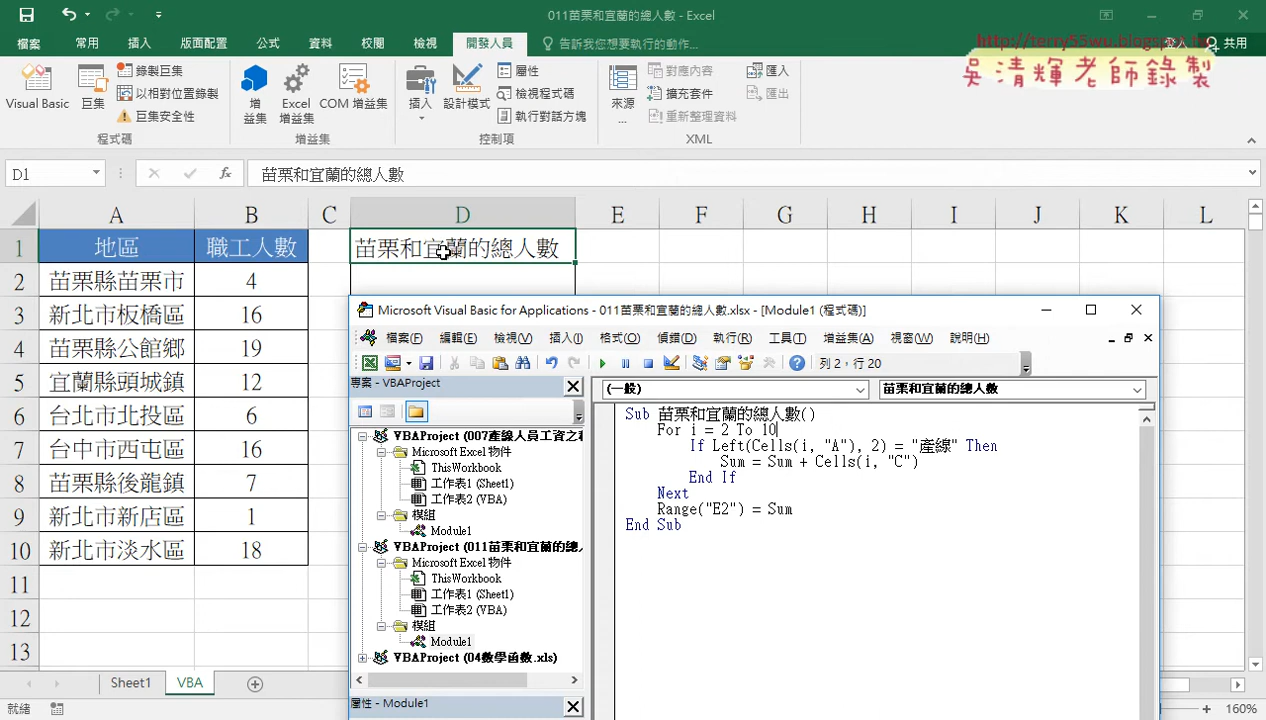 011苗栗和宜蘭的總人數 - Excel
http://terry55wu.blogspot.tw
吳清輝老師錄製
檔案 常用 插入 版面配置 公式 資料 校閱 檢視 開發人員 告訴我您想要執行的動作... 登入 共用
Visual Basic 巨集 錄製巨集 以相對位置錄製 巨集安全性 程式碼
增益集 Excel 增益集 COM 增益集 增益集
插入 設計模式 屬性 檢視程式碼 執行對話方塊 控制項
來源 ... 對應內容 擴充套件 重新整理資料 匯入 匯出 XML
D1 fx 苗栗和宜蘭的總人數
A B C D E F G H I J K L
1 地區 職工人數 苗栗和宜蘭的總人數
2 苗栗縣苗栗市 4
3 新北市板橋區 16
4 苗栗縣公館鄉 19
5 宜蘭縣頭城鎮 12
6 台北市北投區 6
7 台中市西屯區 16
8 苗栗縣後龍鎮 7
9 新北市新店區 1
10 新北市淡水區 18
11
12
13
Microsoft Visual Basic for Applications - 011苗栗和宜蘭的總人數.xlsx - [Module1 (程式碼)]
檔案(F) 編輯(E) 檢視(V) 插入(I) 格式(O) 偵錯(D) 執行(R) 工具(T) 增益集(A) 視窗(W) 說明(H)
列 2，行 20
專案 - VBAProject
(一般) 苗栗和宜蘭的總人數
VBAProject (007產線人員工資之和
Microsoft Excel 物件
ThisWorkbook
工作表1 (Sheet1)
工作表2 (VBA)
模組
Module1
VBAProject (011苗栗和宜蘭的總人
Microsoft Excel 物件
ThisWorkbook
工作表1 (Sheet1)
工作表2 (VBA)
模組
Module1
VBAProject (04數學函數.xls)
屬性 - Module1
Sub 苗栗和宜蘭的總人數()
For i = 2 To 10
If Left(Cells(i, "A"), 2) = "產線" Then
Sum = Sum + Cells(i, "C")
End If
Next
Range("E2") = Sum
End Sub
Sheet1 VBA
就緒 160%